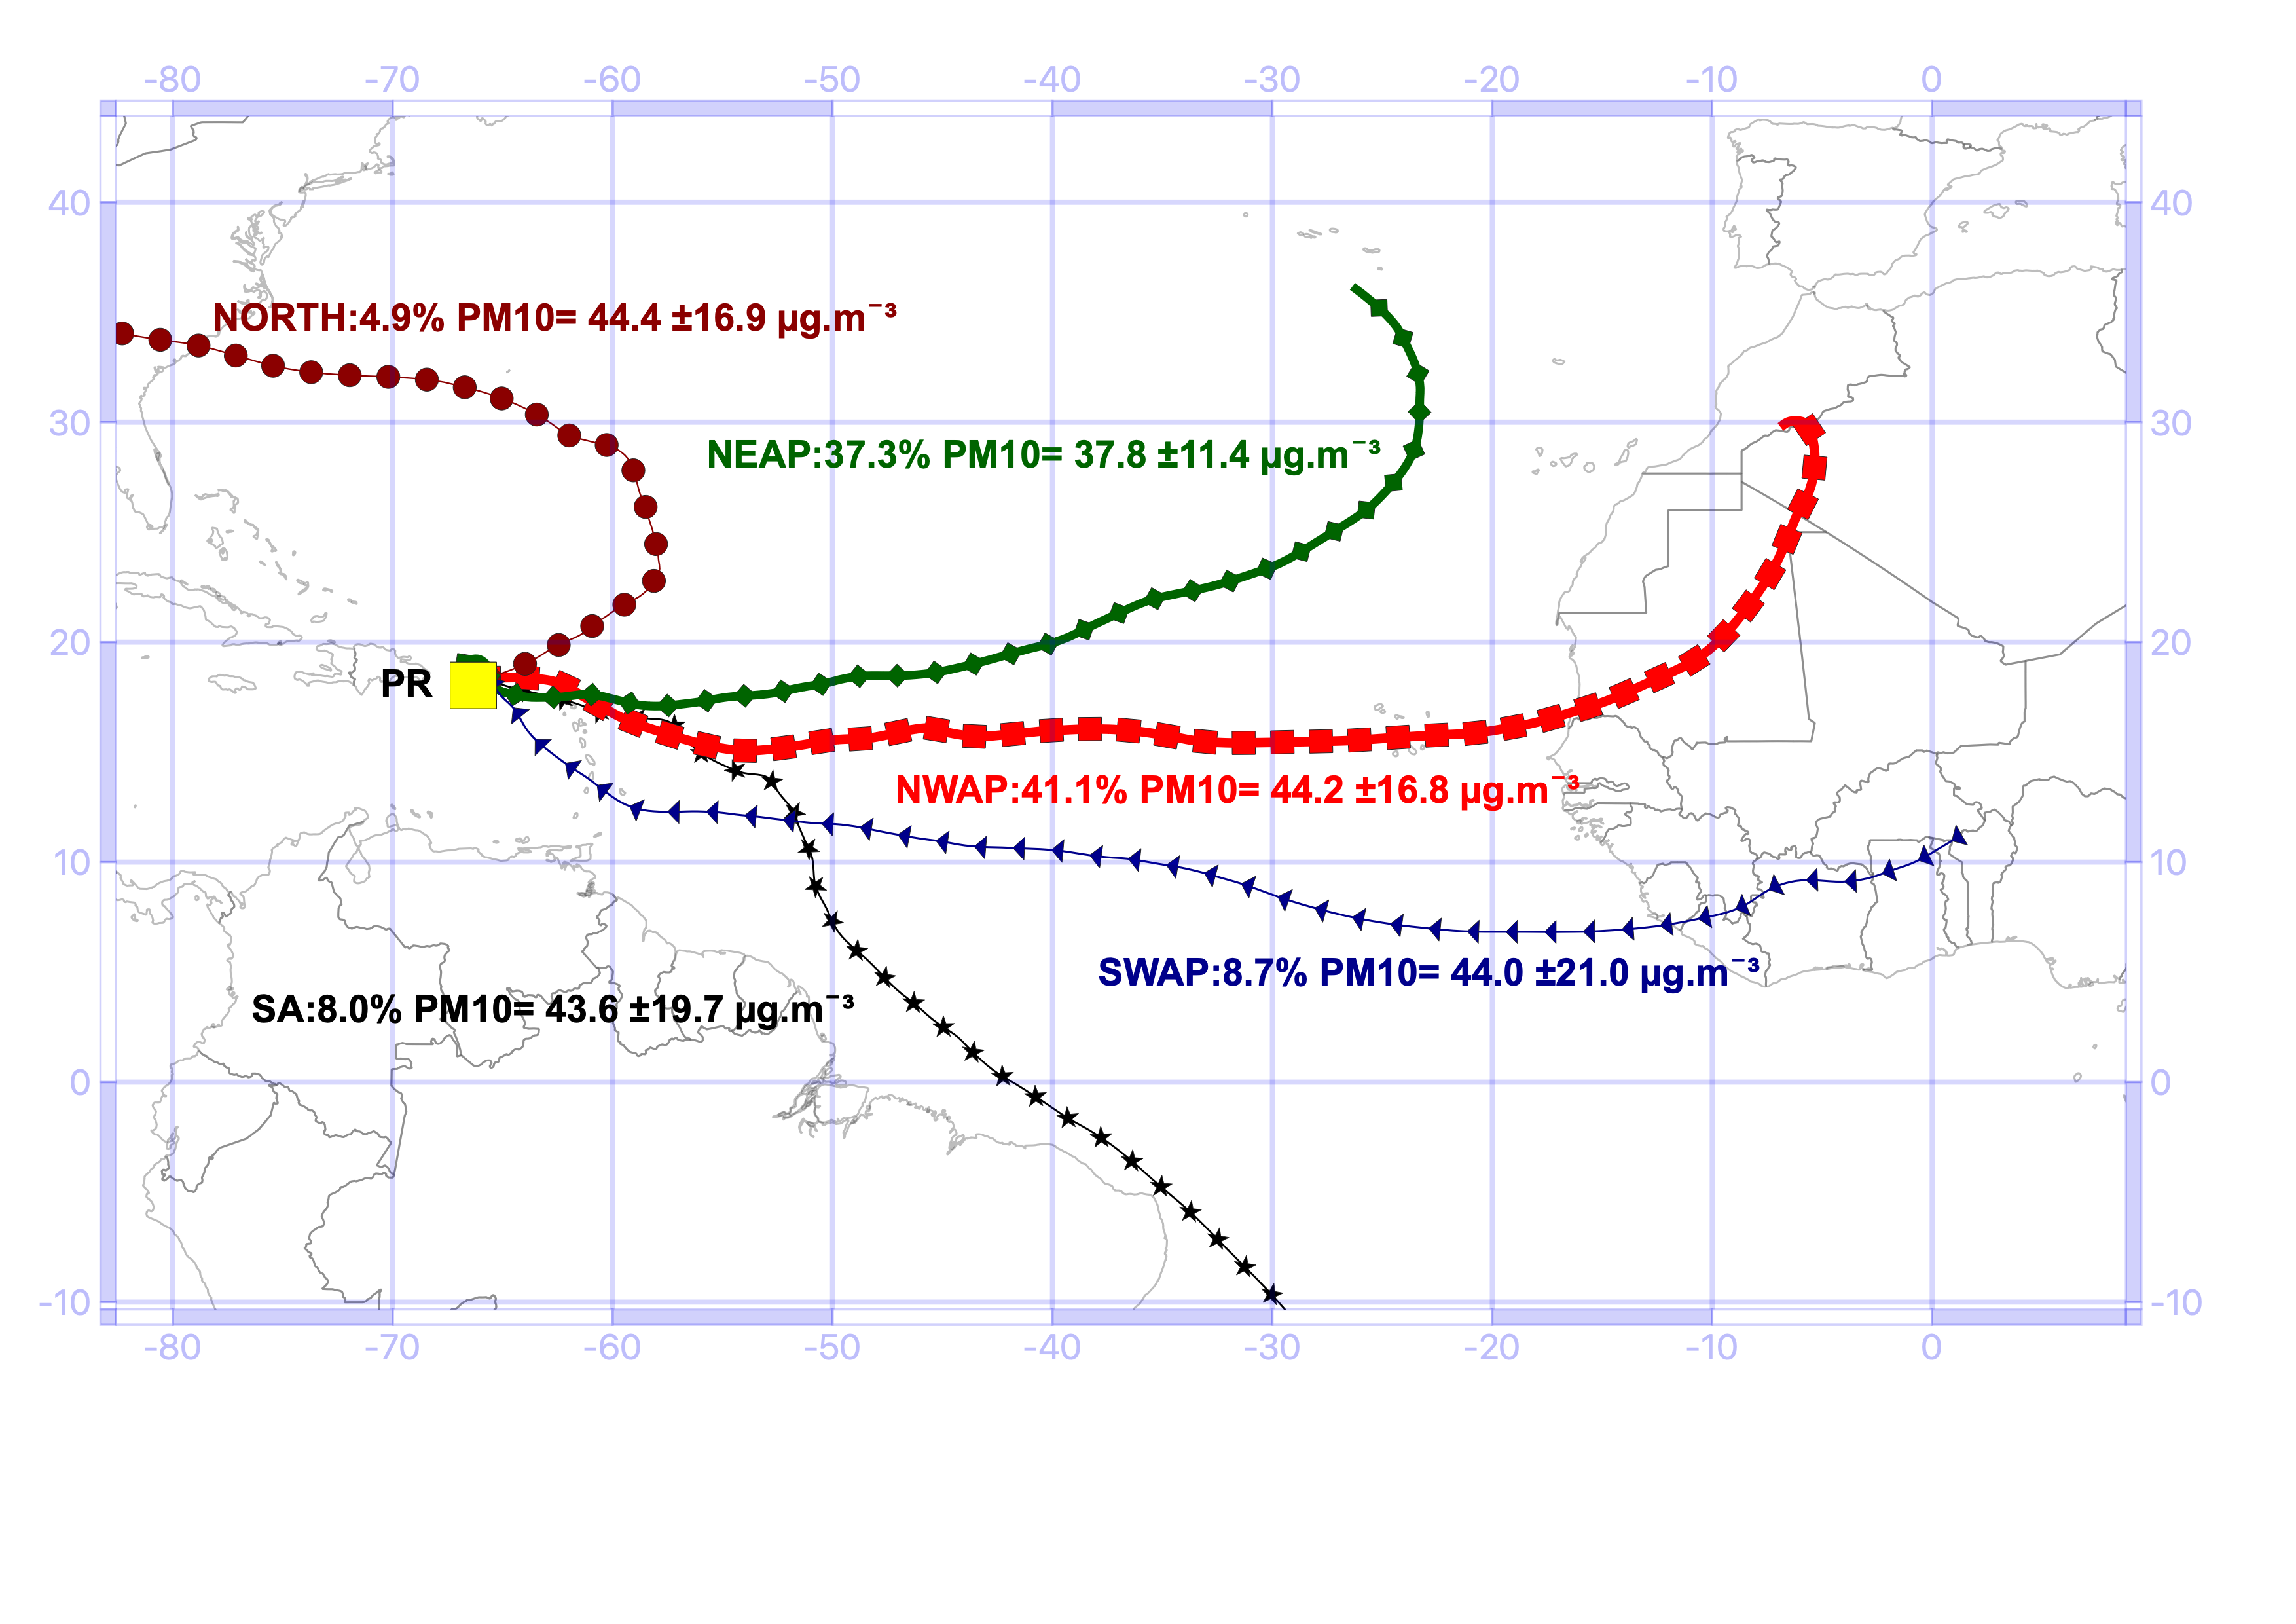 -80 -70 -60 -50 -40 -30 -20 -10 0
40 40
NORTH:4.9% PM10= 44.4 ±16.9 µg.m⁻³
30 30
NEAP:37.3% PM10= 37.8 ±11.4 µg.m⁻³
20 20
PR
NWAP:41.1% PM10= 44.2 ±16.8 µg.m⁻³
10 10
SWAP:8.7% PM10= 44.0 ±21.0 µg.m⁻³
SA:8.0% PM10= 43.6 ±19.7 µg.m⁻³
0 0
-10 -10
-80 -70 -60 -50 -40 -30 -20 -10 0